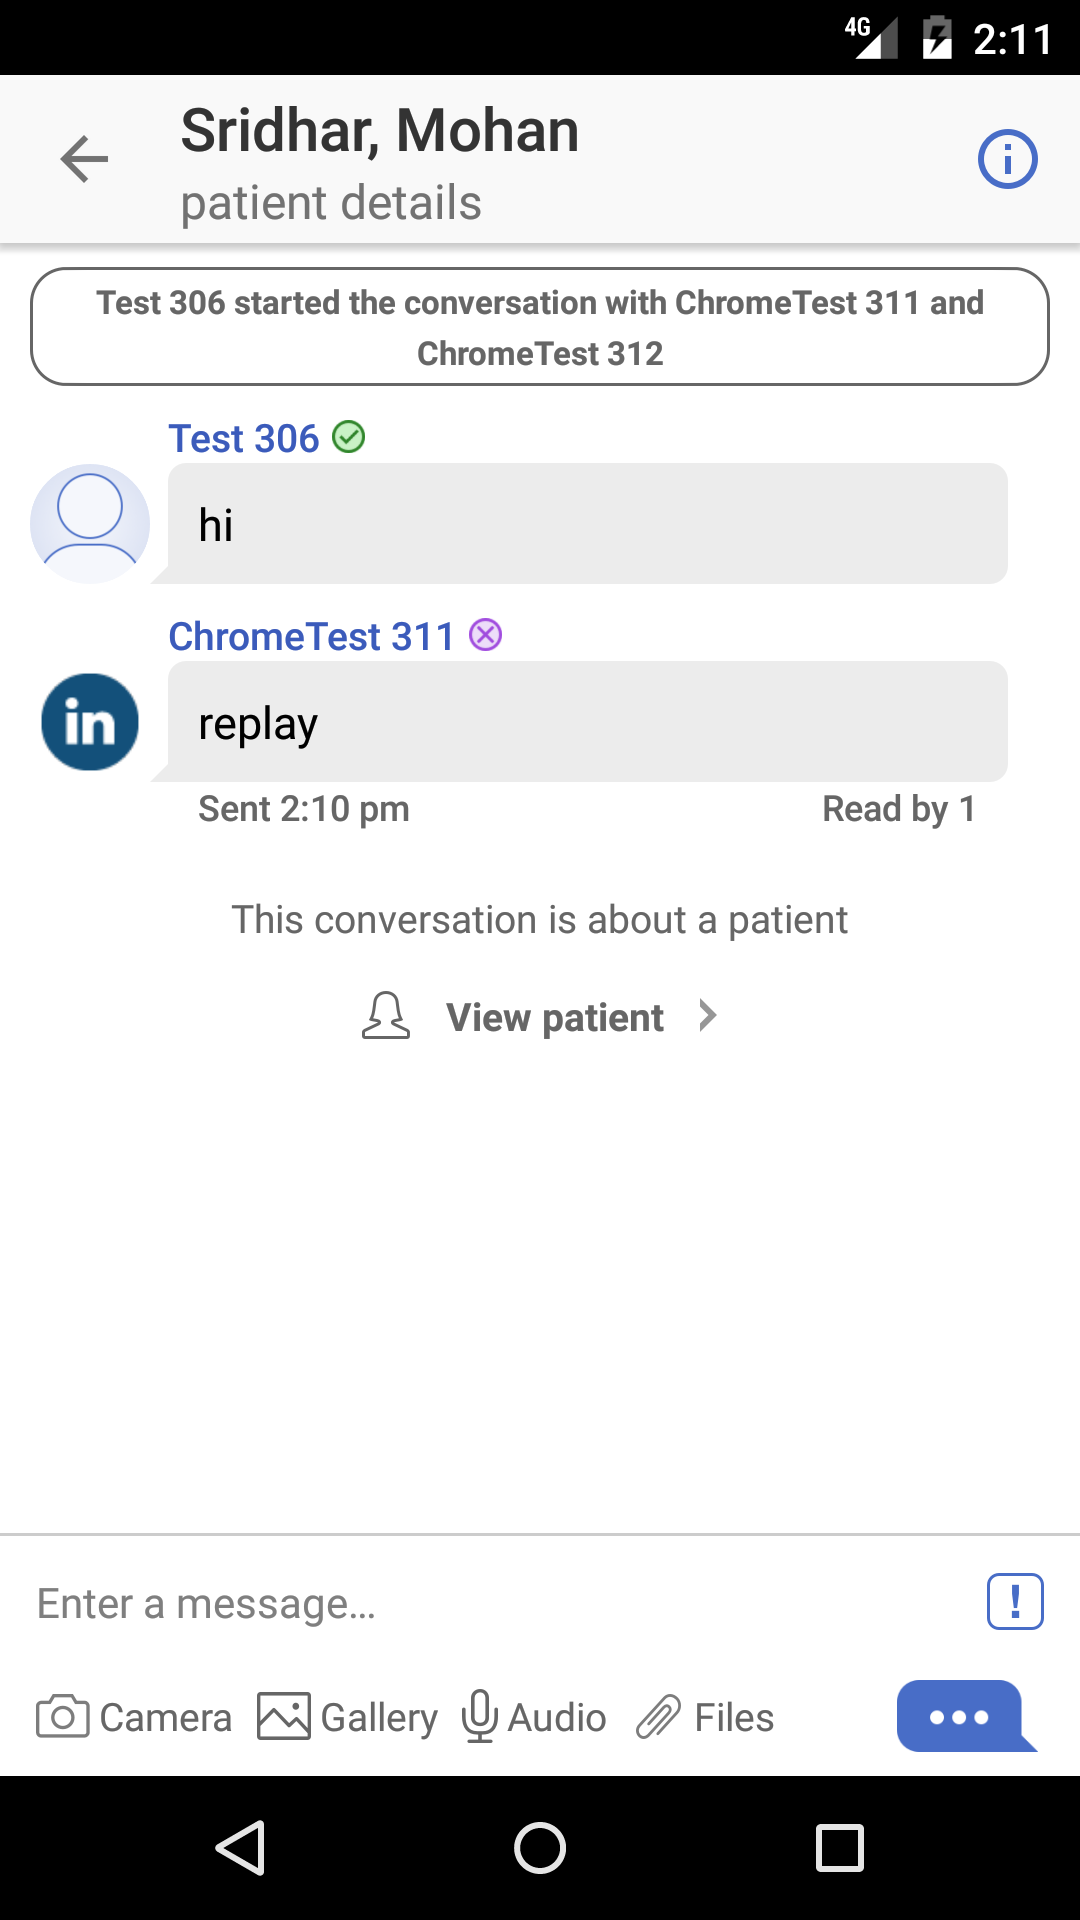 4G 2:11
Sridhar, Mohan
patient details
Test 306 started the conversation with ChromeTest 311 and
ChromeTest 312
Test 306
hi
ChromeTest 311
in
replay
Sent 2:10 pm Read by 1
This conversation is about a patient
View patient
Enter a message...
!
Camera Gallery Audio Files